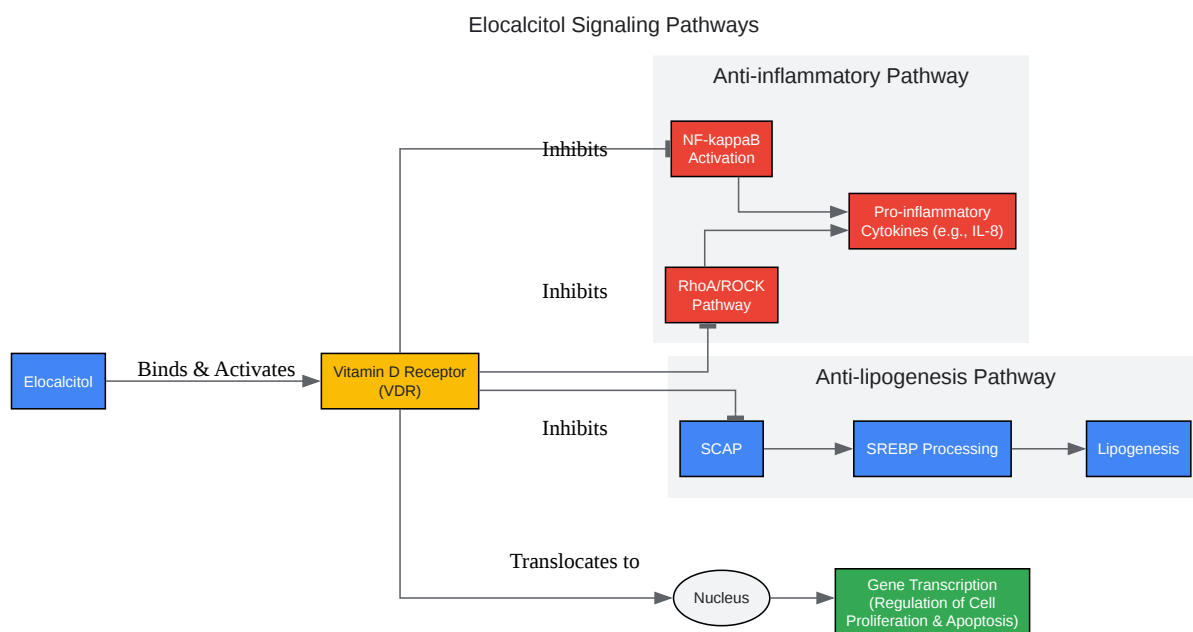 Elocalcitol Signaling Pathways
Anti-inflammatory Pathway
NF-kappaB
Activation
Inhibits
Pro-inflammatory
Cytokines (e.g., IL-8)
RhoA/ROCK
Pathway
Inhibits
Elocalcitol
Binds & Activates
Vitamin D Receptor
(VDR)
Anti-lipogenesis Pathway
Inhibits
SCAP
SREBP Processing
Lipogenesis
Translocates to
Nucleus
Gene Transcription
(Regulation of Cell
Proliferation & Apoptosis)